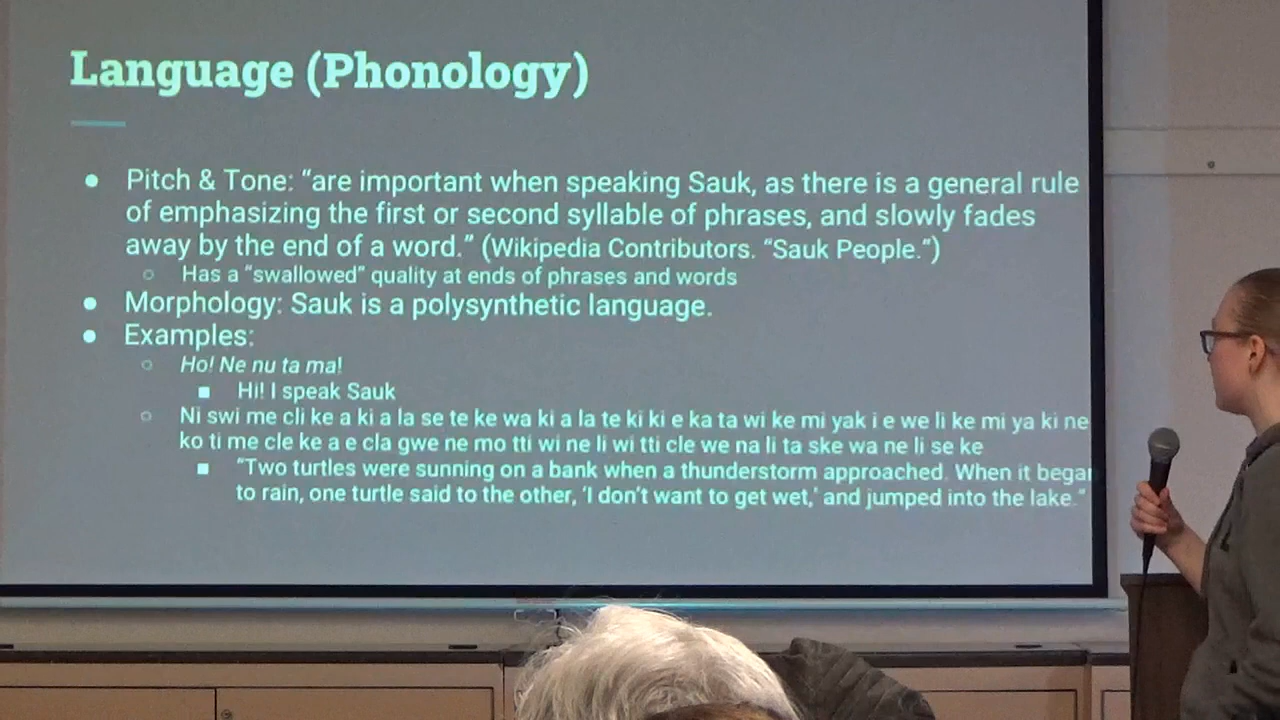 Language (Phonology)
● Pitch & Tone: “are important when speaking Sauk, as there is a general rule
of emphasizing the first or second syllable of phrases, and slowly fades
away by the end of a word.” (Wikipedia Contributors. “Sauk People.“)
○ Has a “swallowed” quality at ends of phrases and words
● Morphology: Sauk is a polysynthetic language.
● Examples:
○ Ho! Ne nu ta ma!
■ Hi! I speak Sauk
○ Ni swi me cli ke a ki a la se te ke wa ki a la te ki ki e ka ta wi ke mi yak i e we li ke mi ya ki ne
ko ti me cle ke a e cla gwe ne mo tti wi ne li wi tti cle we na li ta ske wa ne li se ke
■ “Two turtles were sunning on a bank when a thunderstorm approached. When it began
to rain, one turtle said to the other, ‘I don’t want to get wet,’ and jumped into the lake.”